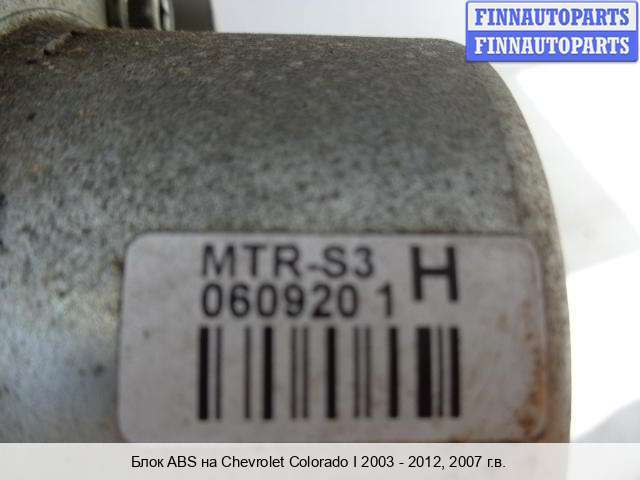 FINNAUTOPARTS
FINNAUTOPARTS
MTR-S3 H
060920 1
Блок ABS на Chevrolet Colorado I 2003 - 2012, 2007 г.в.